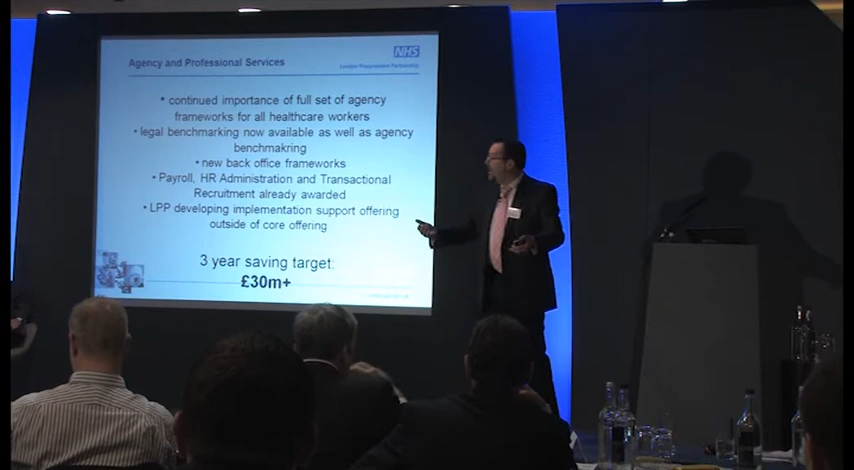 Agency and Professional Services
NHS
London Procurement Partnership
• continued importance of full set of agency
frameworks for all healthcare workers
• legal benchmarking now available as well as agency
benchmakring
• new back office frameworks
• Payroll, HR Administration and Transactional
Recruitment already awarded
• LPP developing implementation support offering
outside of core offering
3 year saving target:
£30m+